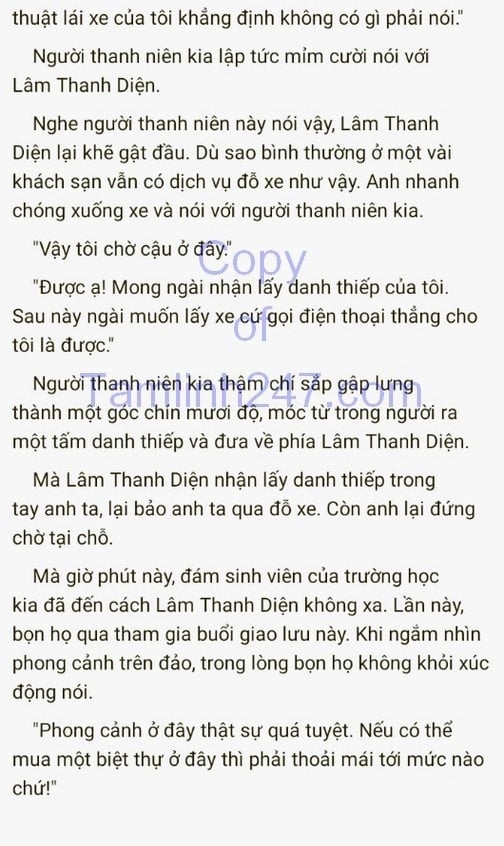 thuật lái xe của tôi khẳng định không có gì phải nói."
Người thanh niên kia lập tức mỉm cười nói với
Lâm Thanh Diện.
Nghe người thanh niên này nói vậy, Lâm Thanh
Diện lại khẽ gật đầu. Dù sao bình thường ở một vài
khách sạn vẫn có dịch vụ đỗ xe như vậy. Anh nhanh
chóng xuống xe và nói với người thanh niên kia.
"Vậy tôi chờ cậu ở đây."
Copy
"Được ạ! Mong ngài nhận lấy danh thiếp của tôi.
Sau này ngài muốn lấy xe cứ gọi điện thoại thẳng cho
of
tôi là được."
Người thanh niên kia thậm chí sắp gập lưng
Tamlinh247.com
thành một góc chín mươi độ, móc từ trong người ra
một tấm danh thiếp và đưa về phía Lâm Thanh Diện.
Mà Lâm Thanh Diện nhận lấy danh thiếp trong
tay anh ta, lại bảo anh ta qua đỗ xe. Còn anh lại đứng
chờ tại chỗ.
Mà giờ phút này, đám sinh viên của trường học
kia đã đến cách Lâm Thanh Diện không xa. Lần này,
bọn họ qua tham gia buổi giao lưu này. Khi ngắm nhìn
phong cảnh trên đảo, trong lòng bọn họ không khỏi xúc
động nói.
"Phong cảnh ở đây thật sự quá tuyệt. Nếu có thể
mua một biệt thự ở đây thì phải thoải mái tới mức nào
chứ!"